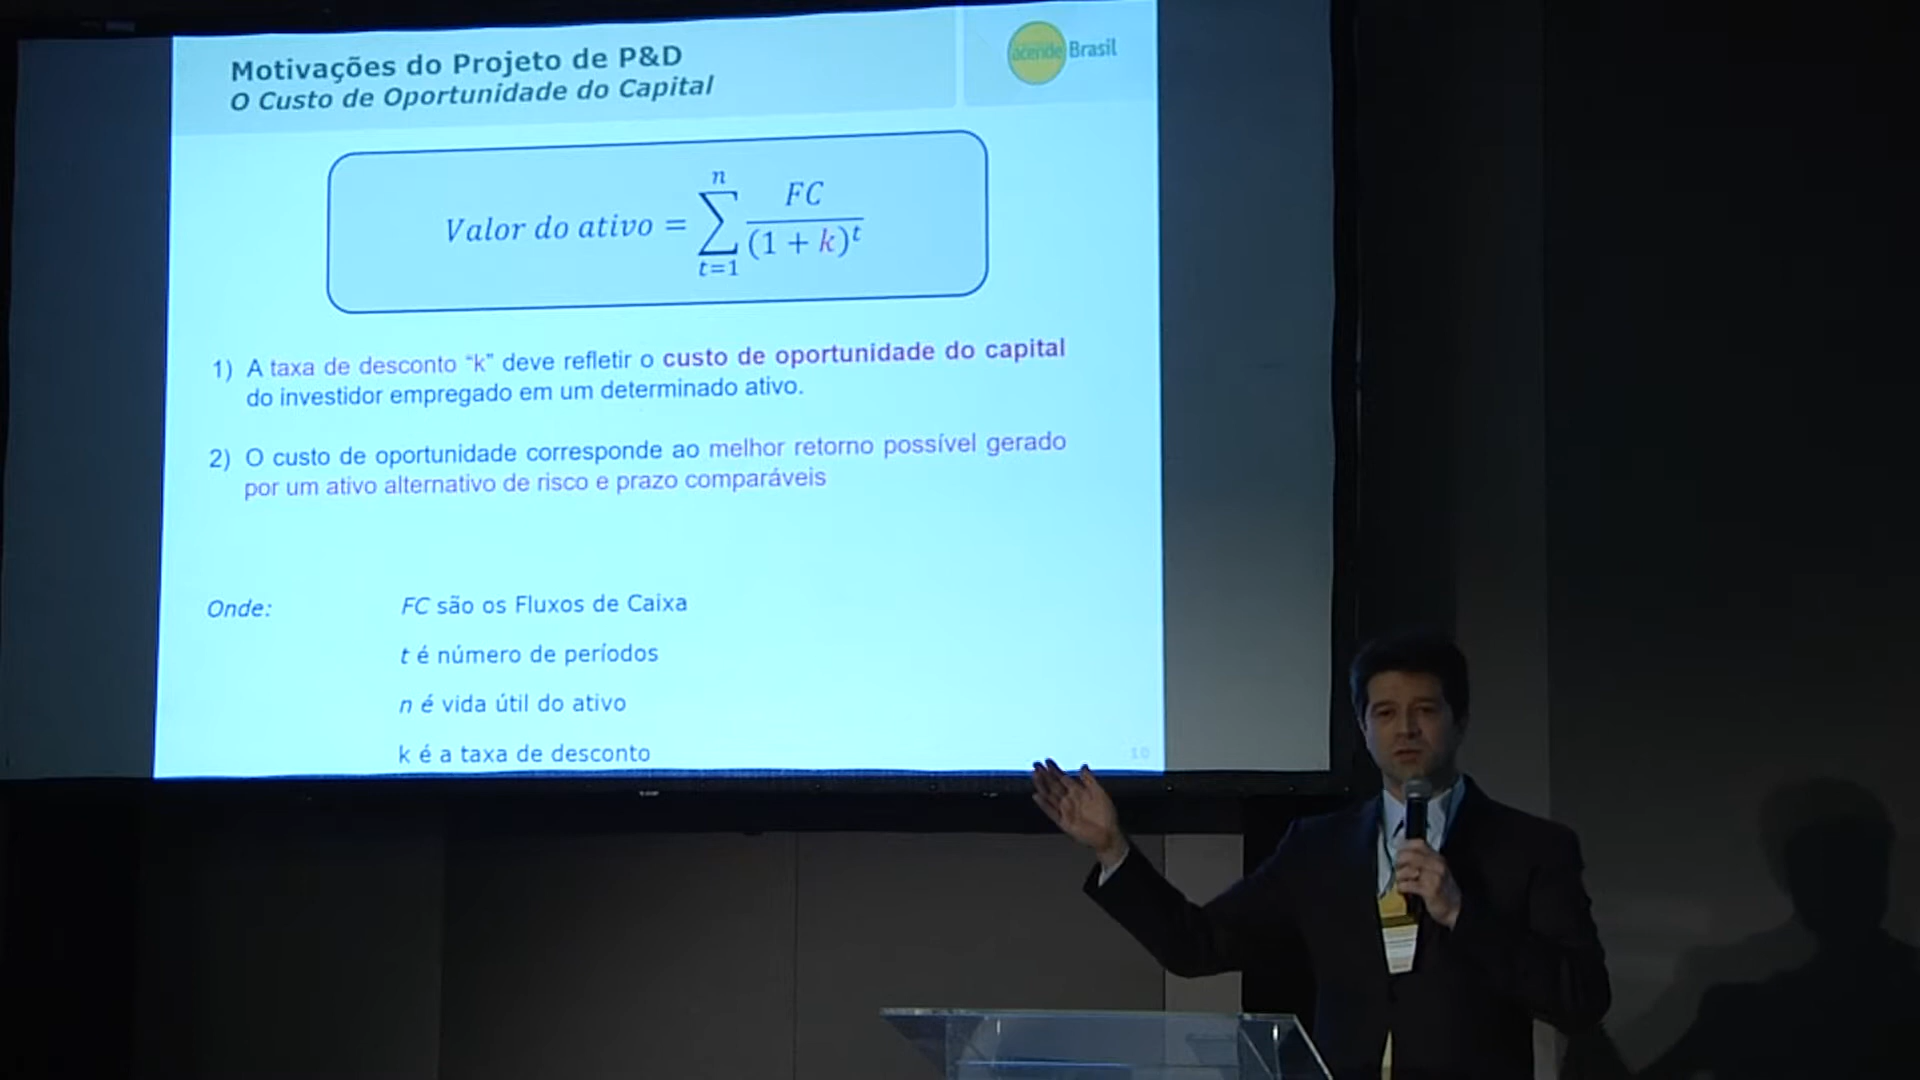 Motivações do Projeto de P&D
O Custo de Oportunidade do Capital
acende Brasil
Valor do ativo = \sum_{t=1}^{n} \frac{FC}{(1 + k)^t}
1) A taxa de desconto “k” deve refletir o custo de oportunidade do capital
do investidor empregado em um determinado ativo.
2) O custo de oportunidade corresponde ao melhor retorno possível gerado
por um ativo alternativo de risco e prazo comparáveis
Onde: FC são os Fluxos de Caixa
t é número de períodos
n é vida útil do ativo
k é a taxa de desconto
10